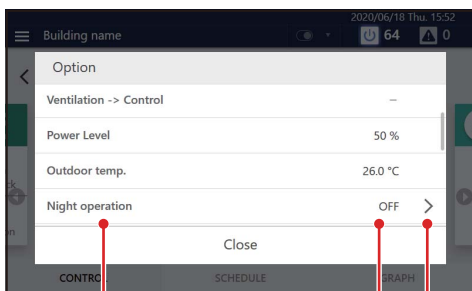 2020/06/18 Thu. 15:52
Building name
64
0
Option
Ventilation -> Control
–
Power Level
50 %
Outdoor temp.
26.0 °C
Night operation
OFF
Close
SCHEDULE
GRAPH